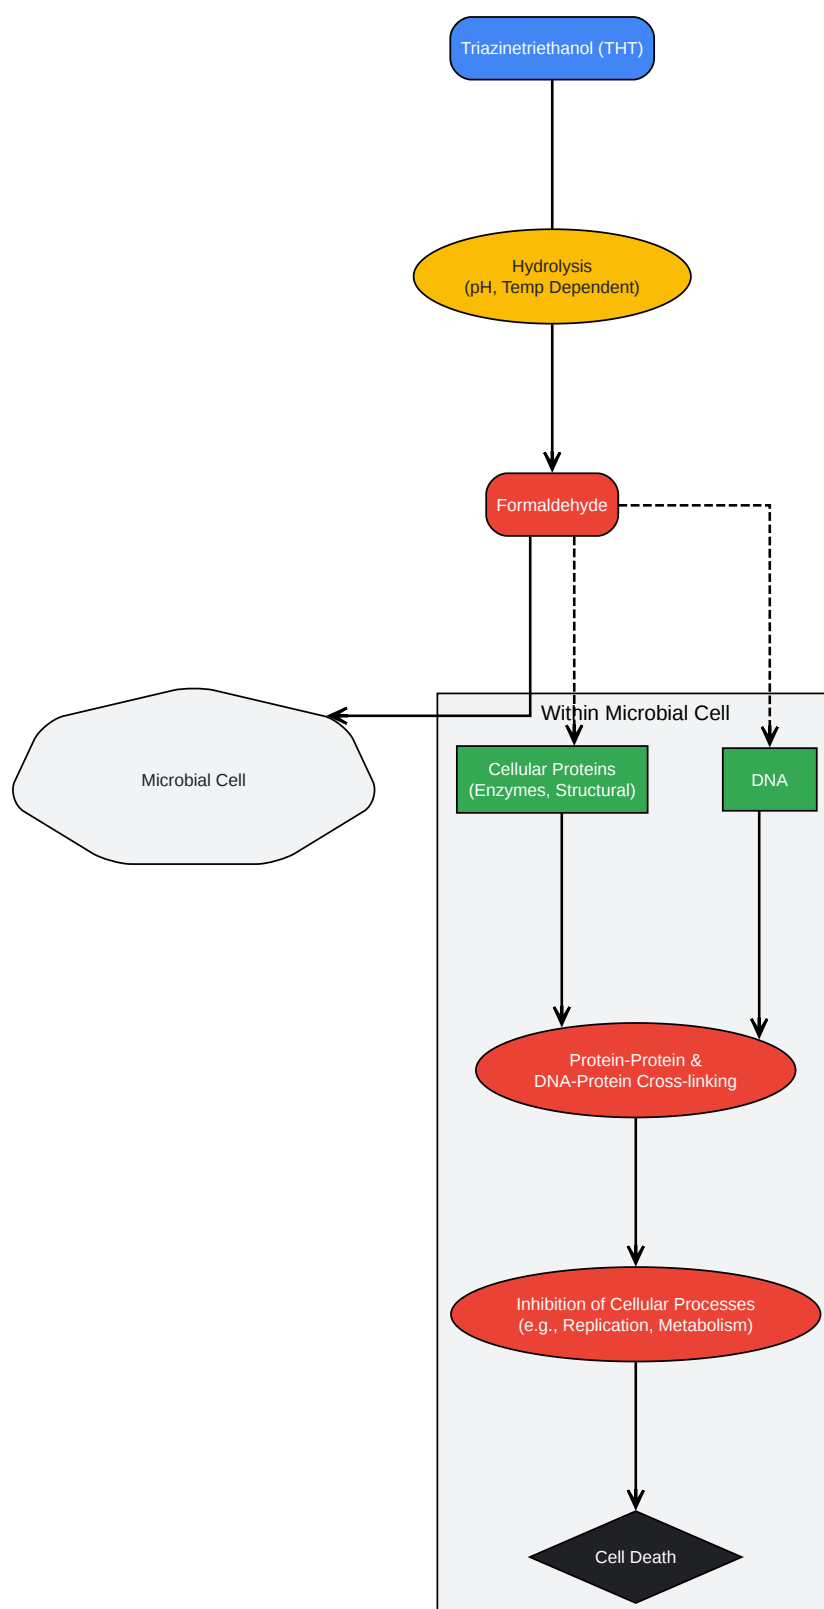 Triazinetriethanol (THT)
Hydrolysis
(pH, Temp Dependent)
Formaldehyde
Within Microbial Cell
Microbial Cell
Cellular Proteins
(Enzymes, Structural)
DNA
Protein-Protein &
DNA-Protein Cross-linking
Inhibition of Cellular Processes
(e.g., Replication, Metabolism)
Cell Death